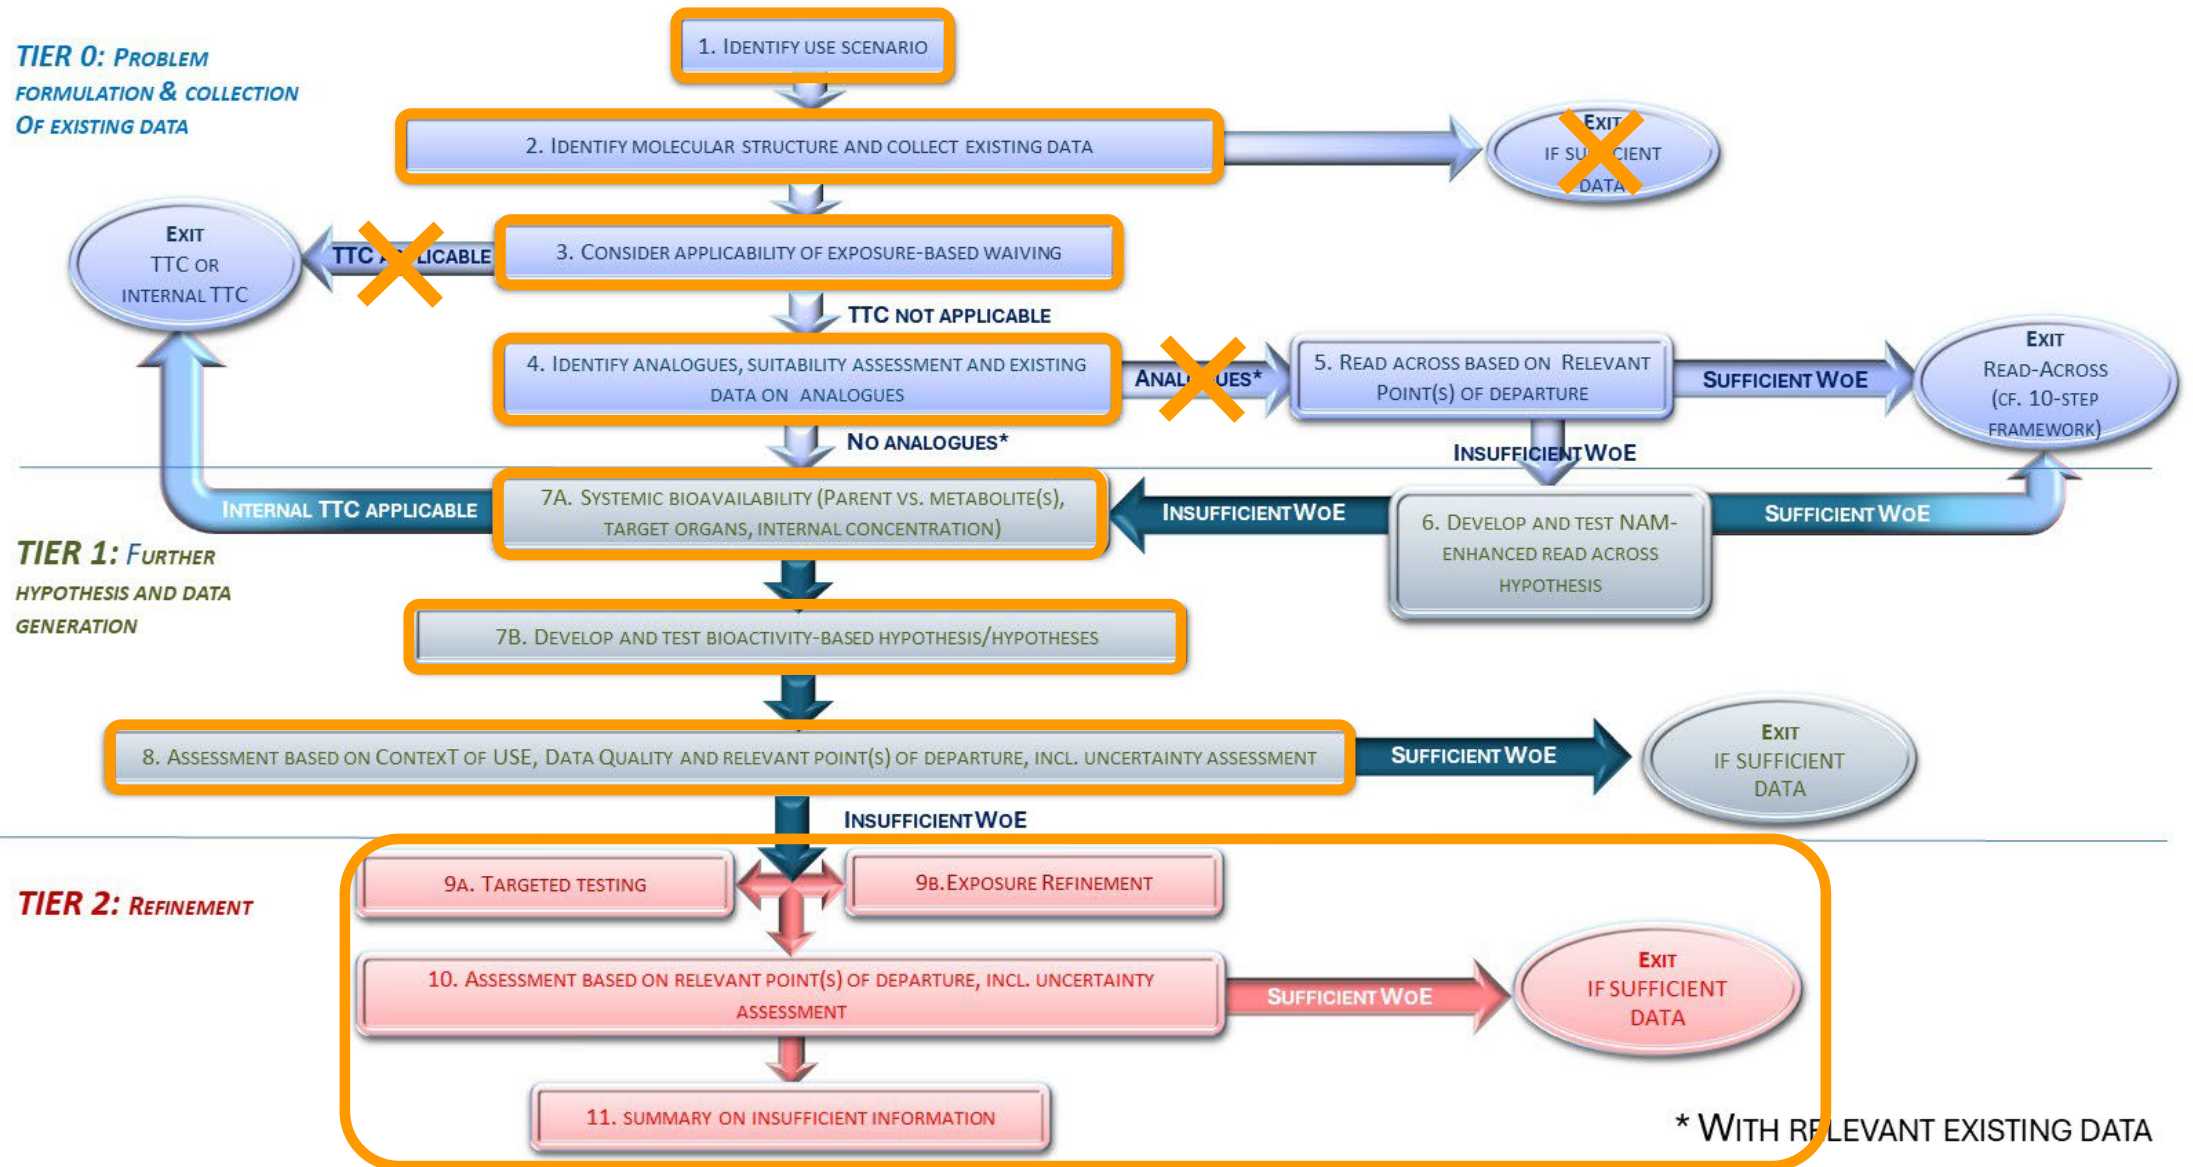 TIER 0: PROBLEM
FORMULATION & COLLECTION
OF EXISTING DATA
1. IDENTIFY USE SCENARIO
2. IDENTIFY MOLECULAR STRUCTURE AND COLLECT EXISTING DATA
EXIT
IF SUFFICIENT
DATA
EXIT
TTC OR
INTERNAL TTC
TTC APPLICABLE
3. CONSIDER APPLICABILITY OF EXPOSURE-BASED WAIVING
TTC NOT APPLICABLE
4. IDENTIFY ANALOGUES, SUITABILITY ASSESSMENT AND EXISTING
DATA ON ANALOGUES
ANALOGUES*
5. READ ACROSS BASED ON RELEVANT
POINT(S) OF DEPARTURE
SUFFICIENT WOE
EXIT
READ-ACROSS
(CF. 10-STEP
FRAMEWORK)
NO ANALOGUES*
INSUFFICIENT WOE
TIER 1: FURTHER
HYPOTHESIS AND DATA
GENERATION
INTERNAL TTC APPLICABLE
7A. SYSTEMIC BIOAVAILABILITY (PARENT VS. METABOLITE(S),
TARGET ORGANS, INTERNAL CONCENTRATION)
INSUFFICIENT WOE
6. DEVELOP AND TEST NAM-
ENHANCED READ ACROSS
HYPOTHESIS
SUFFICIENT WOE
7B. DEVELOP AND TEST BIOACTIVITY-BASED HYPOTHESIS/HYPOTHESES
8. ASSESSMENT BASED ON CONTEXT OF USE, DATA QUALITY AND RELEVANT POINT(S) OF DEPARTURE, INCL. UNCERTAINTY ASSESSMENT
SUFFICIENT WOE
EXIT
IF SUFFICIENT
DATA
INSUFFICIENT WOE
TIER 2: REFINEMENT
9A. TARGETED TESTING
9B. EXPOSURE REFINEMENT
10. ASSESSMENT BASED ON RELEVANT POINT(S) OF DEPARTURE, INCL. UNCERTAINTY
ASSESSMENT
SUFFICIENT WOE
EXIT
IF SUFFICIENT
DATA
11. SUMMARY ON INSUFFICIENT INFORMATION
* WITH RELEVANT EXISTING DATA